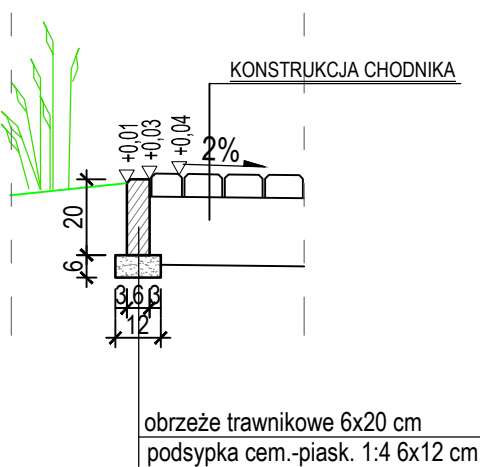 KONSTRUKCJA CHODNIKA
+0,01
+0,03
+0,04
2%
20
6
3 6 3
12
obrzeże trawnikowe 6x20 cm
podsypka cem.-piask. 1:4 6x12 cm